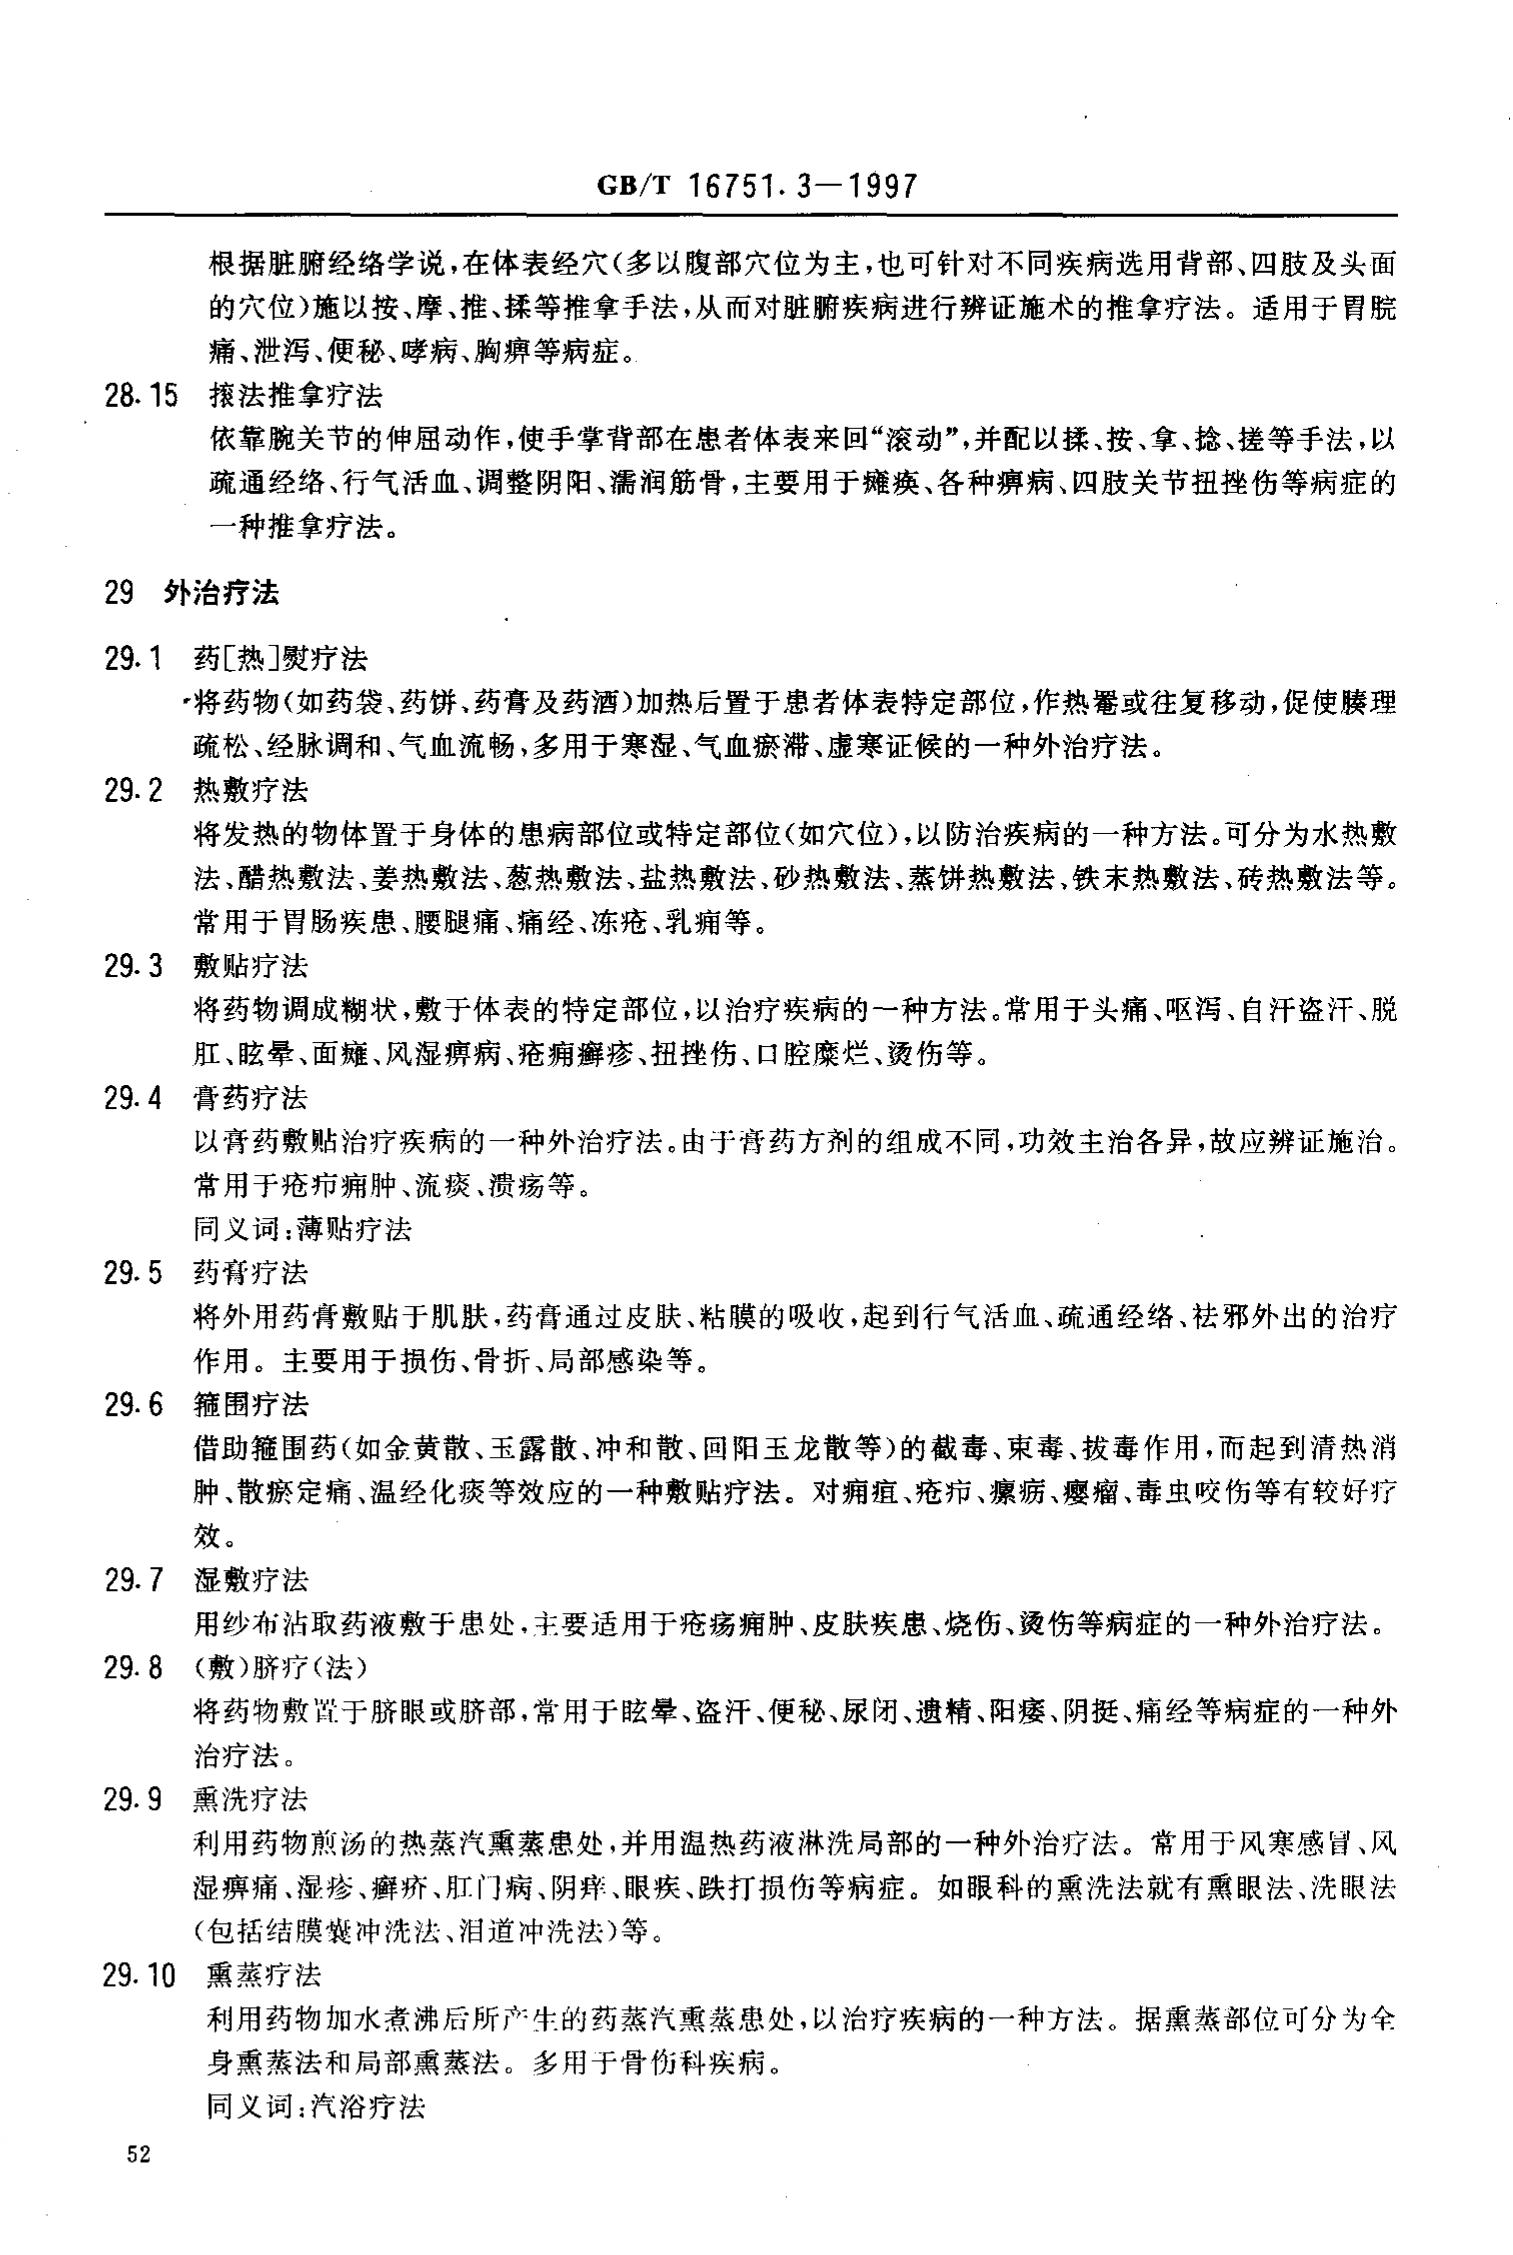 GB/T 16751.3—1997
根据脏腑经络学说,在体表经穴(多以腹部穴位为主,也可针对不同疾病选用背部、四肢及头面
的穴位)施以按、摩、推、揉等推拿手法,从而对脏腑疾病进行辨证施术的推拿疗法。适用于胃脘
痛、泄泻、便秘、哮病、胸痹等病症。
28.15 㨰法推拿疗法
依靠腕关节的伸屈动作,使手掌背部在患者体表来回“滚动”,并配以揉、按、拿、捻、搓等手法,以
疏通经络、行气活血、调整阴阳、濡润筋骨,主要用于瘫痪、各种痹病、四肢关节扭挫伤等病症的
一种推拿疗法。
29 外治疗法
29.1 药[热]熨疗法
将药物(如药袋、药饼、药膏及药酒)加热后置于患者体表特定部位,作热罨或往复移动,促使腠理
疏松、经脉调和、气血流畅,多用于寒湿、气血瘀滞、虚寒证候的一种外治疗法。
29.2 热敷疗法
将发热的物体置于身体的患病部位或特定部位(如穴位),以防治疾病的一种方法。可分为水热敷
法、醋热敷法、姜热敷法、葱热敷法、盐热敷法、砂热敷法、蒸饼热敷法、铁末热敷法、砖热敷法等。
常用于胃肠疾患、腰腿痛、痛经、冻疮、乳痈等。
29.3 敷贴疗法
将药物调成糊状,敷于体表的特定部位,以治疗疾病的一种方法。常用于头痛、呕泻、自汗盗汗、脱
肛、眩晕、面瘫、风湿痹病、疮痈癣疹、扭挫伤、口腔糜烂、烫伤等。
29.4 膏药疗法
以膏药敷贴治疗疾病的一种外治疗法。由于膏药方剂的组成不同,功效主治各异,故应辨证施治。
常用于疮疖痈肿、流痰、溃疡等。
同义词:薄贴疗法
29.5 药膏疗法
将外用药膏敷贴于肌肤,药膏通过皮肤、粘膜的吸收,起到行气活血、疏通经络、祛邪外出的治疗
作用。主要用于损伤、骨折、局部感染等。
29.6 箍围疗法
借助箍围药(如金黄散、玉露散、冲和散、回阳玉龙散等)的截毒、束毒、拔毒作用,而起到清热消
肿、散瘀定痛、温经化痰等效应的一种敷贴疗法。对痈疽、疮疖、瘰疬、瘿瘤、毒虫咬伤等有较好疗
效。
29.7 湿敷疗法
用纱布沾取药液敷于患处,主要适用于疮疡痈肿、皮肤疾患、烧伤、烫伤等病症的一种外治疗法。
29.8 (敷)脐疗(法)
将药物敷置于脐眼或脐部,常用于眩晕、盗汗、便秘、尿闭、遗精、阳痿、阴挺、痛经等病症的一种外
治疗法。
29.9 熏洗疗法
利用药物煎汤的热蒸汽熏蒸患处,并用温热药液淋洗局部的一种外治疗法。常用于风寒感冒、风
湿痹痛、湿疹、癣疥、肛门病、阴痒、眼疾、跌打损伤等病症。如眼科的熏洗法就有熏眼法、洗眼法
(包括结膜囊冲洗法、泪道冲洗法)等。
29.10 熏蒸疗法
利用药物加水煮沸后所产生的药蒸汽熏蒸患处,以治疗疾病的一种方法。据熏蒸部位可分为全
身熏蒸法和局部熏蒸法。多用于骨伤科疾病。
同义词:汽浴疗法
52